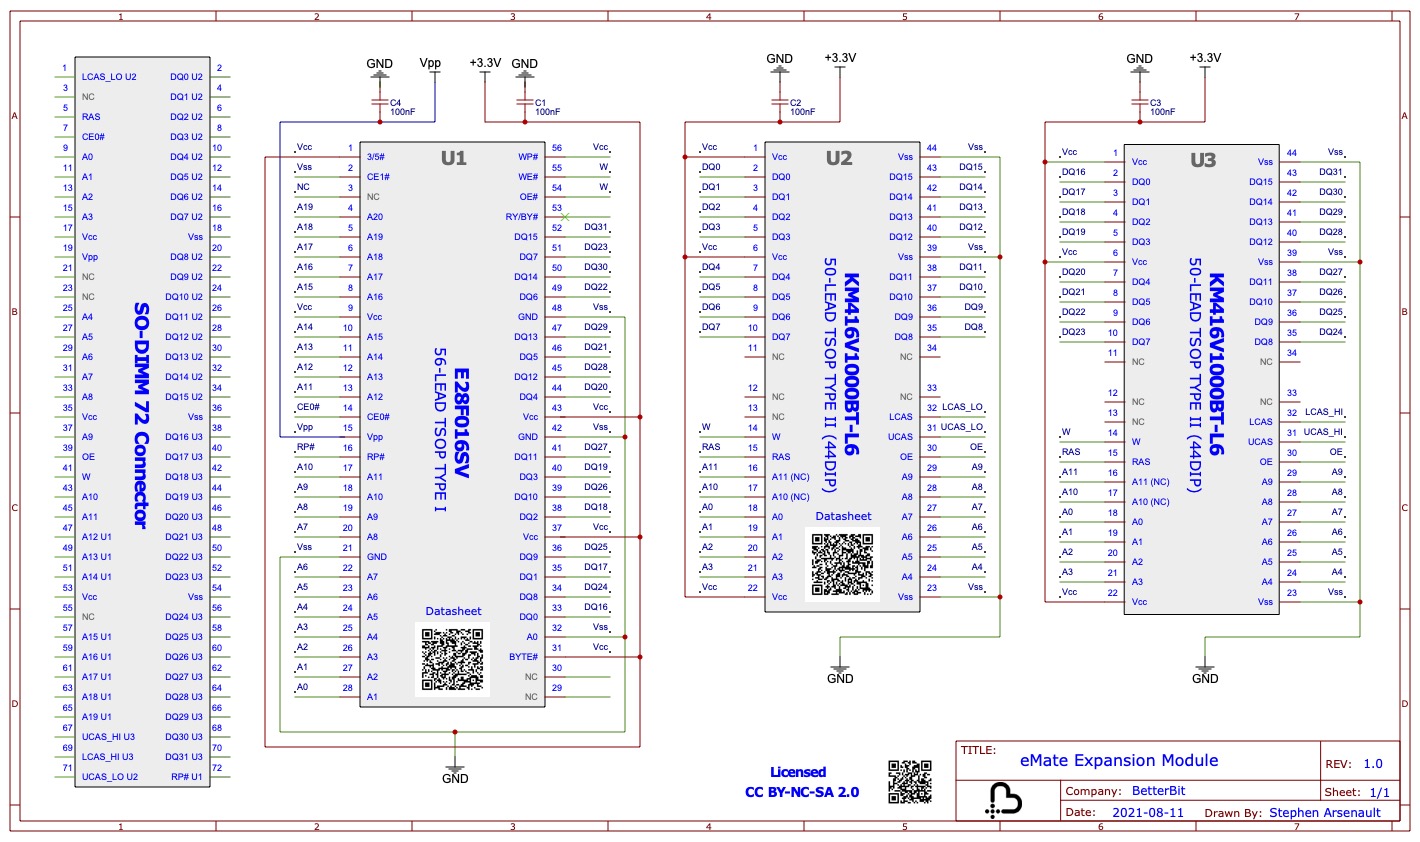 1 2 3 4 5 6 7
A
B
C
D
1 LCAS_LO U2 DQ0 U2 2
3 NC DQ1 U2 4
5 RAS DQ2 U2 6
7 CE0# DQ3 U2 8
9 A0 DQ4 U2 10
11 A1 DQ5 U2 12
13 A2 DQ6 U2 14
15 A3 DQ7 U2 16
17 Vcc Vss 18
19 Vpp DQ8 U2 20
21 NC DQ9 U2 22
23 NC DQ10 U2 24
25 A4 DQ11 U2 26
27 A5 DQ12 U2 28
29 A6 DQ13 U2 30
31 A7 DQ14 U2 32
33 A8 DQ15 U2 34
35 Vcc Vss 36
37 A9 DQ16 U3 38
39 OE DQ17 U3 40
41 W DQ18 U3 42
43 A10 DQ19 U3 44
45 A11 DQ20 U3 46
47 A12 U1 DQ21 U3 48
49 A13 U1 DQ22 U3 50
51 A14 U1 DQ23 U3 52
53 Vcc Vss 54
55 NC DQ24 U3 56
57 A15 U1 DQ25 U3 58
59 A16 U1 DQ26 U3 60
61 A17 U1 DQ27 U3 62
63 A18 U1 DQ28 U3 64
65 A19 U1 DQ29 U3 66
67 UCAS_HI U3 DQ30 U3 68
69 LCAS_HI U3 DQ31 U3 70
71 UCAS_LO U2 RP# U1 72
SO-DIMM 72 Connector
GND Vpp +3.3V GND
C4
100nF
C1
100nF
U1
Vcc 1 3/5# WP# 56 Vcc
Vss 2 CE1# WE# 55 W
NC 3 NC OE# 54 W
A19 4 A20 RY/BY# 53
A18 5 A19 DQ15 52 DQ31
A17 6 A18 DQ7 51 DQ23
A16 7 A17 DQ14 50 DQ30
A15 8 A16 DQ6 49 DQ22
Vcc 9 Vcc GND 48 Vss
A14 10 A15 DQ13 47 DQ29
A13 11 A14 DQ5 46 DQ21
A12 12 A13 DQ12 45 DQ28
A11 13 A12 DQ4 44 DQ20
CE0# 14 CE0# Vcc 43 Vcc
Vpp 15 Vpp GND 42 Vss
RP# 16 RP# DQ11 41 DQ27
A10 17 A11 DQ3 40 DQ19
A9 18 A10 DQ10 39 DQ26
A8 19 A9 DQ2 38 DQ18
A7 20 A8 Vcc 37 Vcc
Vss 21 GND DQ9 36 DQ25
A6 22 A7 DQ1 35 DQ17
A5 23 A6 DQ8 34 DQ24
A4 24 A5 DQ0 33 DQ16
A3 25 A4 A0 32 Vss
A2 26 A3 BYTE# 31 Vcc
A1 27 A2 NC 30
A0 28 A1 NC 29
E28F016SV
56-LEAD TSOP TYPE I
Datasheet
GND
GND +3.3V
C2
100nF
U2
Vcc 1 Vcc Vss 44
DQ0 2 DQ0 DQ15 43 DQ15
DQ1 3 DQ1 DQ14 42 DQ14
DQ2 4 DQ2 DQ13 41 DQ13
DQ3 5 DQ3 DQ12 40 DQ12
Vcc 6 Vcc Vss 39 Vss
DQ4 7 DQ4 DQ11 38 DQ11
DQ5 8 DQ5 DQ10 37 DQ10
DQ6 9 DQ6 DQ9 36 DQ9
DQ7 10 DQ7 DQ8 35 DQ8
11 NC NC 34
12 NC NC 33
13 NC LCAS 32 LCAS_LO
W 14 W UCAS 31 UCAS_LO
RAS 15 RAS OE 30 OE
A11 16 A11 (NC) A9 29 A9
A10 17 A10 (NC) A8 28 A8
A0 18 A0 A7 27 A7
A1 19 A1 A6 26 A6
A2 20 A2 A5 25 A5
A3 21 A3 A4 24 A4
Vcc 22 Vcc Vss 23 Vss
KM416V1000BT-L6
50-LEAD TSOP TYPE II (44DIP)
Datasheet
GND
GND +3.3V
C3
100nF
U3
Vcc 1 Vcc Vss 44 Vss
DQ16 2 DQ0 DQ15 43 DQ31
DQ17 3 DQ1 DQ14 42 DQ30
DQ18 4 DQ2 DQ13 41 DQ29
DQ19 5 DQ3 DQ12 40 DQ28
Vcc 6 Vcc Vss 39 Vss
DQ20 7 DQ4 DQ11 38 DQ27
DQ21 8 DQ5 DQ10 37 DQ26
DQ22 9 DQ6 DQ9 36 DQ25
DQ23 10 DQ7 DQ8 35 DQ24
11 NC NC 34
12 NC NC 33
13 NC LCAS 32 LCAS_HI
W 14 W UCAS 31 UCAS_HI
RAS 15 RAS OE 30 OE
A11 16 A11 (NC) A9 29 A9
A10 17 A10 (NC) A8 28 A8
A0 18 A0 A7 27 A7
A1 19 A1 A6 26 A6
A2 20 A2 A5 25 A5
A3 21 A3 A4 24 A4
Vcc 22 Vcc Vss 23 Vss
KM416V1000BT-L6
50-LEAD TSOP TYPE II (44DIP)
GND
Licensed
CC BY-NC-SA 2.0
TITLE:
eMate Expansion Module
REV: 1.0
Company: BetterBit
Sheet: 1/1
Date: 2021-08-11 Drawn By: Stephen Arsenault
A
B
C
D
1 2 3 4 5 6 7